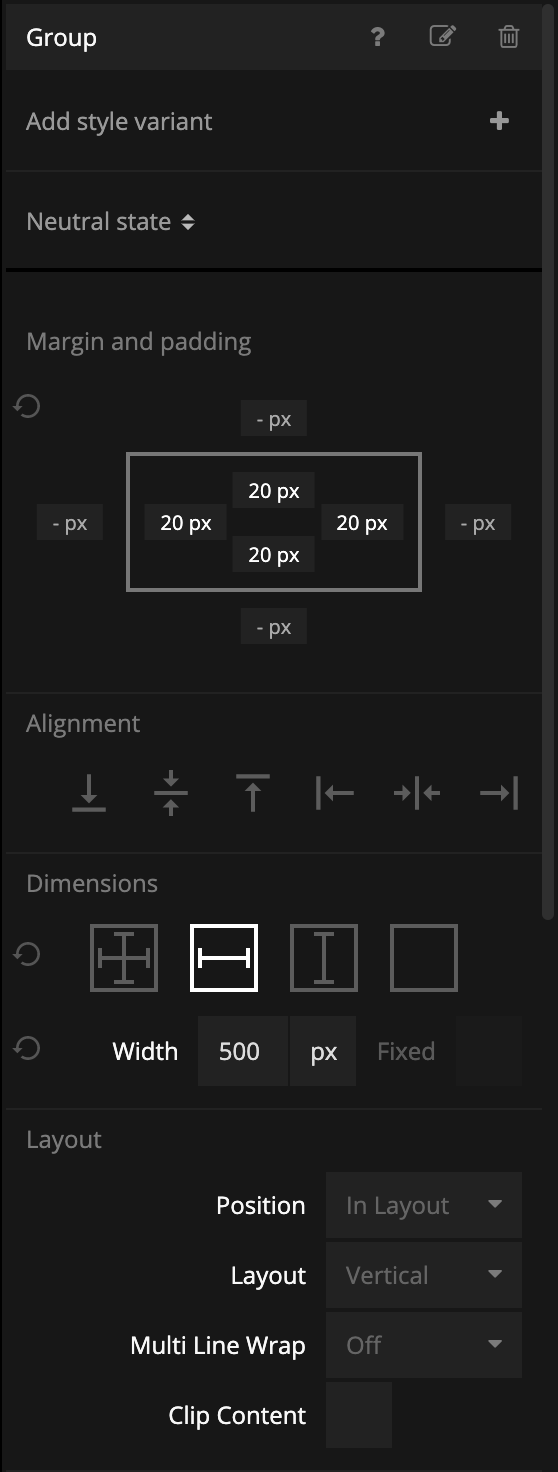 Group ?
Add style variant
Neutral state
Margin and padding
- px
20 px
- px 20 px 20 px - px
20 px
- px
Alignment
Dimensions
Width 500 px Fixed
Layout
Position In Layout
Layout Vertical
Multi Line Wrap Off
Clip Content